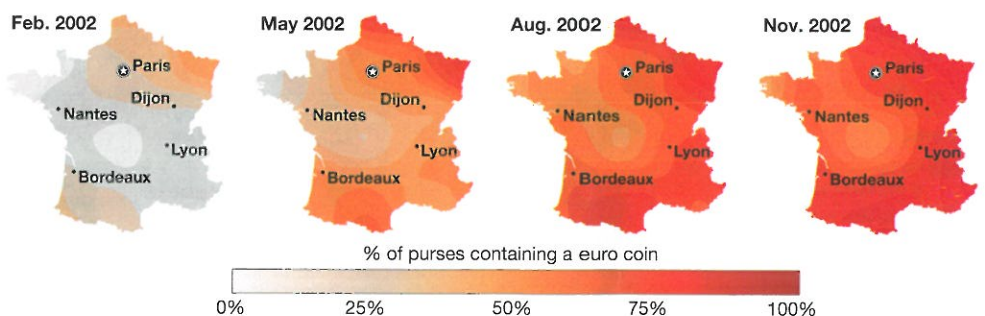 Feb. 2002
Paris
Dijon
Nantes
Lyon
Bordeaux
May 2002
Paris
Dijon
Nantes
Lyon
Bordeaux
Aug. 2002
Paris
Dijon
Nantes
Lyon
Bordeaux
Nov. 2002
Paris
Dijon
Nantes
Lyon
Bordeaux
% of purses containing a euro coin
0% 25% 50% 75% 100%